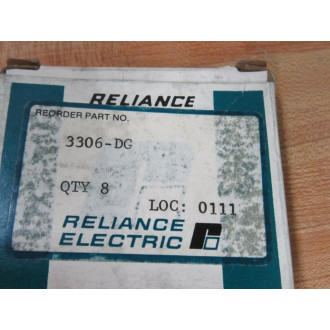 RELIANCE
REORDER PART NO.
3306-DG
QTY 8
LOC: 0111
RELIANCE
ELECTRIC